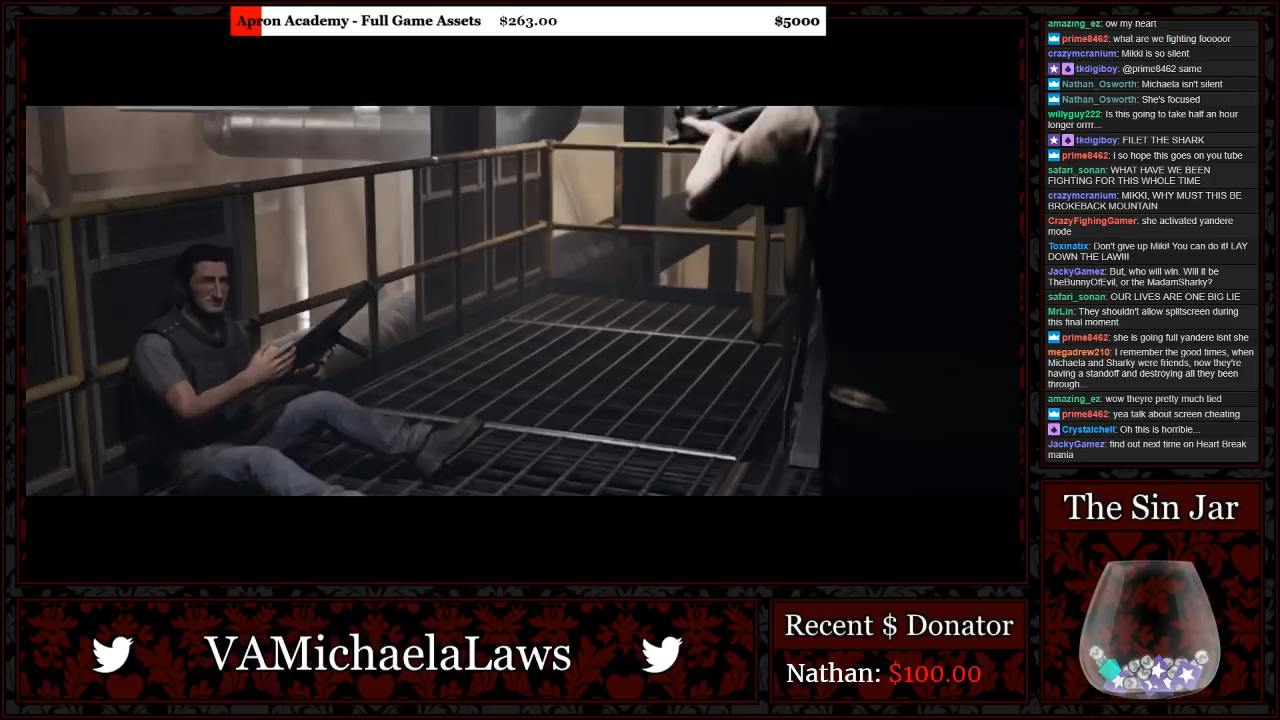 Apron Academy - Full Game Assets $263.00 $5000
amazing_ez: ow my heart
prime8462: what are we fighting fooooor
crazymcranium: Mikki is so silent
tkdigiboy: @prime8462 same
Nathan_Osworth: Michaela isn't silent
Nathan_Osworth: She's focused
willyguy222: Is this going to take half an hour
longer orrrr...
tkdigiboy: FILET THE SHARK
prime8462: i so hope this goes on you tube
safari_sonan: WHAT HAVE WE BEEN
FIGHTING FOR THIS WHOLE TIME
crazymcranium: MIKKI, WHY MUST THIS BE
BROKEBACK MOUNTAIN
CrazyFighingGamer: she activated yandere
mode
Toxinatix: Don't give up Miki! You can do it! LAY
DOWN THE LAW!!!
JackyGamez: But, who will win. Will it be
TheBunnyOfEvil, or the MadamSharky?
safari_sonan: OUR LIVES ARE ONE BIG LIE
MrLin: They shouldn't allow splitscreen during
this final moment.
prime8462: she is going full yandere isnt she
megadrew210: I remember the good times, when
Michaela and Sharky were friends, now they're
having a standoff and destroying all they been
through...
amazing_ez: wow theyre pretty much tied
prime8462: yea talk about screen cheating
Crystalchell: Oh this is horrible...
JackyGamez: find out next time on Heart Break
mania
The Sin Jar
VAMichaelaLaws
Recent $ Donator
Nathan: $100.00